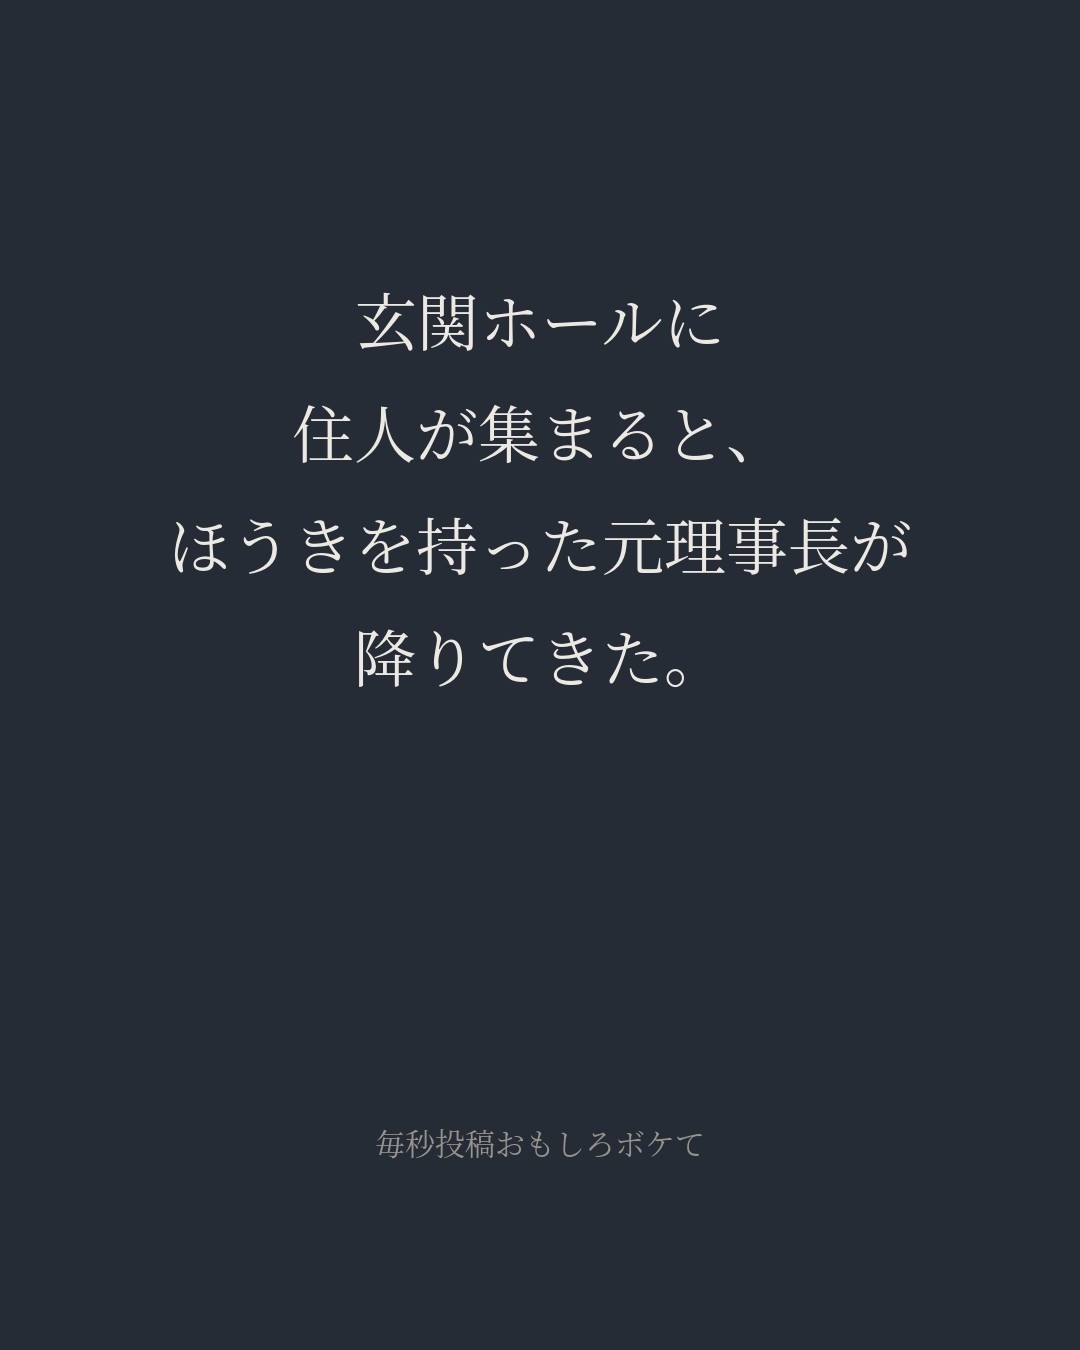 玄関ホールに
住人が集まると、
ほうきを持った元理事長が
降りてきた。
毎秒投稿おもしろボケて